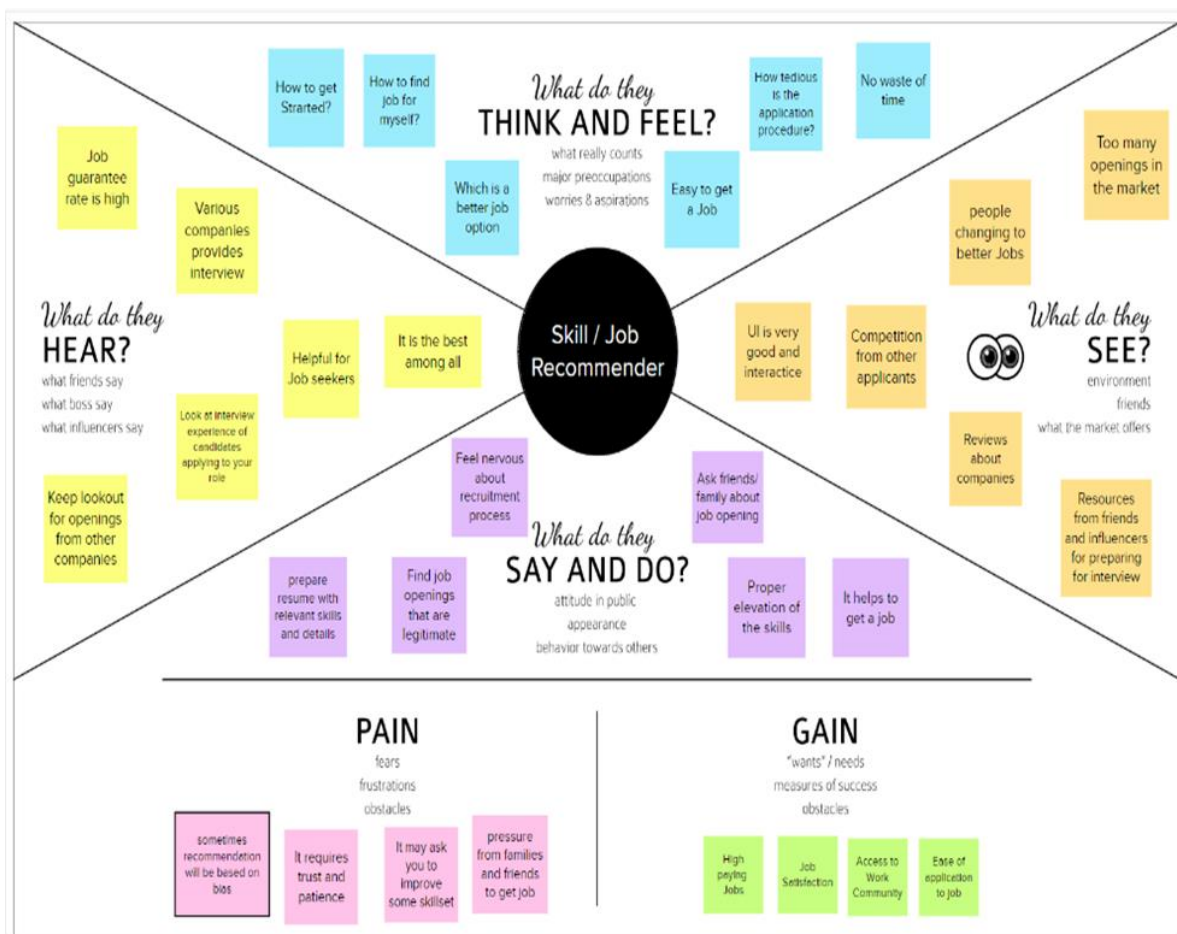 How to get
Strarted?
How to find
job for
myself?
What do they
THINK AND FEEL?
what really counts
major preoccupations
worries & aspirations
How tedious
is the
application
procedure?
No waste of
time
Which is a
better job
option
Easy to get
a Job
Job
guarantee
rate is high
Various
companies
provides
interview
What do they
HEAR?
what friends say
what boss say
what influencers say
Helpful for
Job seekers
It is the best
among all
Look at interview
experience of
candidates
applying to your
role
Keep lookout
for openings
from other
companies
Skill / Job
Recommender
Too many
openings in
the market
people
changing to
better Jobs
UI is very
good and
interactice
Competition
from other
applicants
What do they
SEE?
environment
friends
what the market offers
Reviews
about
companies
Resources
from friends
and influencers
for preparing
for interview
Feel nervous
about
recruitment
process
Ask friends/
family about
job opening
What do they
SAY AND DO?
attitude in public
appearance
behavior towards others
prepare
resume with
relevant skills
and details
Find job
openings
that are
legitimate
Proper
elevation of
the skills
It helps to
get a job
PAIN
fears
frustrations
obstacles
sometimes
recommendation
will be based on
bias
It requires
trust and
patience
It may ask
you to
improve
some skillset
pressure
from families
and friends
to get job
GAIN
"wants" / needs
measures of success
obstacles
High
paying
Jobs
Job
Satisfaction
Access to
Work
Community
Ease of
application
to job